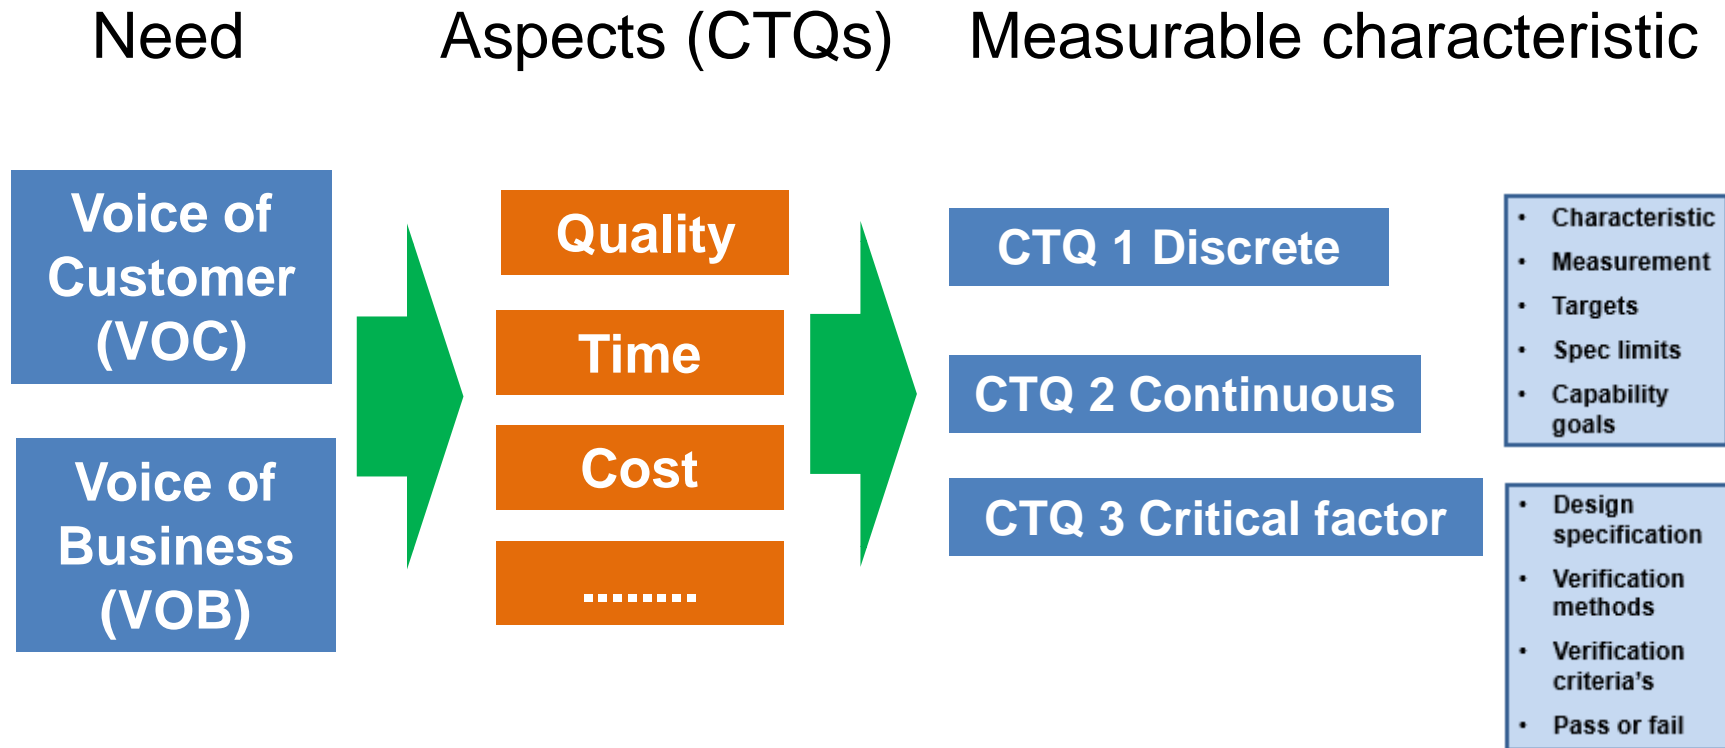 Need
Aspects (CTQs)
Measurable characteristic
Voice of
Customer
(VOC)
Voice of
Business
(VOB)
Quality
Time
Cost
........
CTQ 1 Discrete
CTQ 2 Continuous
CTQ 3 Critical factor
• Characteristic
• Measurement
• Targets
• Spec limits
• Capability
goals
• Design
specification
• Verification
methods
• Verification
criteria's
• Pass or fail